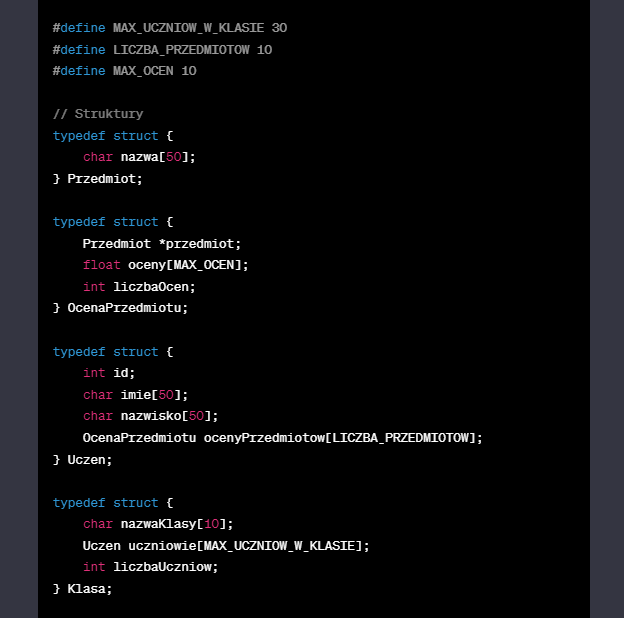 #define MAX_UCZNIOW_W_KLASIE 30
#define LICZBA_PRZEDMIOTOW 10
#define MAX_OCEN 10
// Struktury
typedef struct {
char nazwa[50];
} Przedmiot;
typedef struct {
Przedmiot *przedmiot;
float oceny[MAX_OCEN];
int liczbaOcen;
} OcenaPrzedmiotu;
typedef struct {
int id;
char imie[50];
char nazwisko[50];
OcenaPrzedmiotu ocenyPrzedmiotow[LICZBA_PRZEDMIOTOW];
} Uczen;
typedef struct {
char nazwaKlasy[10];
Uczen uczniowie[MAX_UCZNIOW_W_KLASIE];
int liczbaUczniow;
} Klasa;